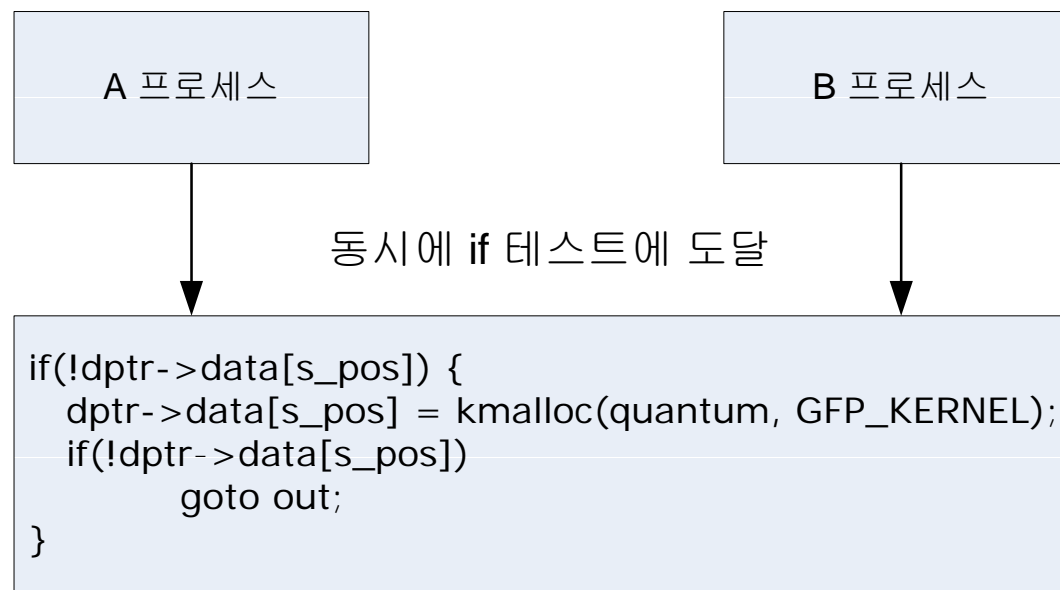 A 프로세스
B 프로세스
동시에 if 테스트에 도달
if(!dptr->data[s_pos]) {
  dptr->data[s_pos] = kmalloc(quantum, GFP_KERNEL);
  if(!dptr->data[s_pos])
        goto out;
}